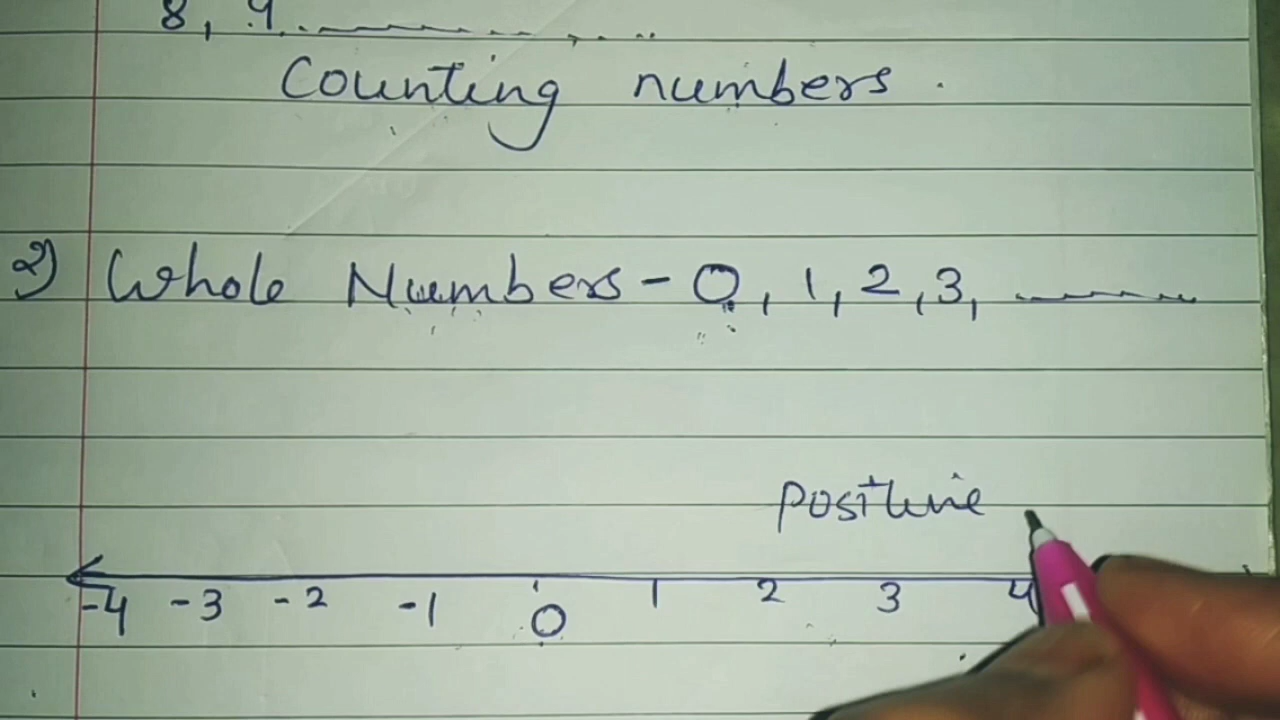 8, 9, ...........
Counting numbers.
2) Whole Numbers - 0, 1, 2, 3, ........
Positive
-4 -3 -2 -1 0 1 2 3 4